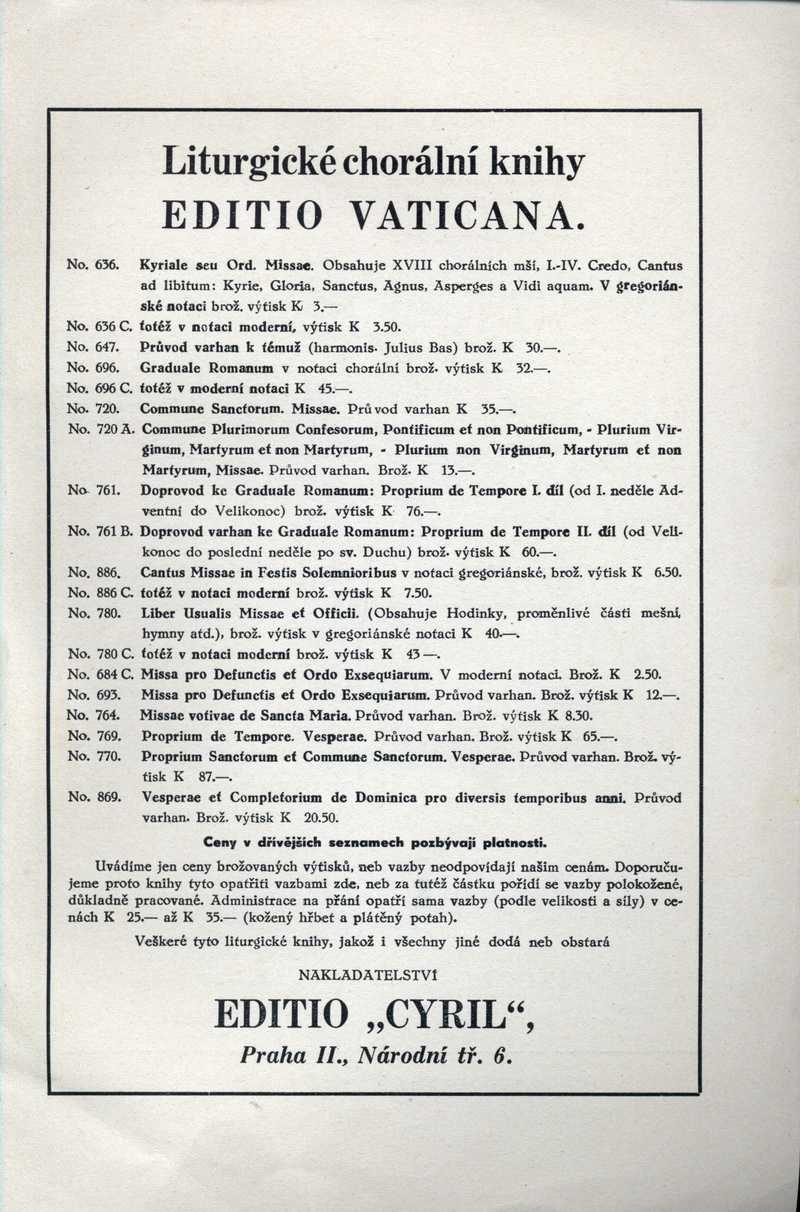 Liturgické chorální knihy
EDITIO VATICANA.
No. 636. Kyriale seu Ord. Missae. Obsahuje XVIII chorálních mší, I.-IV. Credo, Cantus
ad libitum: Kyrie, Gloria, Sanctus, Agnus, Asperges a Vidi aquam. V gregorián-
ské notaci brož. výtisk K 3.—
No. 636 C. totéž v notaci moderní, výtisk K 3.50.
No. 647. Průvod varhan k témuž (harmonis. Julius Bas) brož. K 30.—.
No. 696. Graduale Romanum v notaci chorální brož. výtisk K 32.—.
No. 696 C. totéž v moderní notaci K 45.—.
No. 720. Commune Sanctorum. Missae. Průvod varhan K 35.—.
No. 720 A. Commune Plurimorum Confesorum, Pontificum et non Pontificum, - Plurium Vir-
ginum, Martyrum et non Martyrum, - Plurium non Virginum, Martyrum et non
Martyrum, Missae. Průvod varhan. Brož. K 13.—.
No. 761. Doprovod ke Graduale Romanum: Proprium de Tempore I. díl (od I. neděle Ad-
ventní do Velikonoc) brož. výtisk K 76.—.
No. 761 B. Doprovod varhan ke Graduale Romanum: Proprium de Tempore II. díl (od Veli-
konoc do poslední neděle po sv. Duchu) brož. výtisk K 60.—.
No. 886. Cantus Missae in Festis Solemnioribus v notaci gregoriánské, brož. výtisk K 6.50.
No. 886 C. totéž v notaci moderní brož. výtisk K 7.50.
No. 780. Liber Usualis Missae et Officii. (Obsahuje Hodinky, proměnlivé části mešní,
hymny atd.), brož. výtisk v gregoriánské notaci K 40.—.
No. 780 C. totéž v notaci moderní brož. výtisk K 43 —.
No. 684 C. Missa pro Defunctis et Ordo Exsequiarum. V moderní notaci. Brož. K 2.50.
No. 693. Missa pro Defunctis et Ordo Exsequiarum. Průvod varhan. Brož. výtisk K 12.—.
No. 764. Missae votivae de Sancta Maria. Průvod varhan. Brož. výtisk K 8.30.
No. 769. Proprium de Tempore. Vesperae. Průvod varhan. Brož. výtisk K 65.—.
No. 770. Proprium Sanctorum et Commune Sanctorum. Vesperae. Průvod varhan. Brož. vý-
tisk K 87.—.
No. 869. Vesperae et Completorium de Dominica pro diversis temporibus anni. Průvod
varhan. Brož. výtisk K 20.50.
Ceny v dřívějších seznamech pozbývají platnosti.
Uvádíme jen ceny brožovaných výtisků, neb vazby neodpovídají našim cenám. Doporuču-
jeme proto knihy tyto opatřiti vazbami zde, neb za tutéž částku pořídí se vazby polokožené,
důkladně pracované. Administrace na přání opatří sama vazby (podle velikosti a síly) v ce-
nách K 25.— až K 35.— (kožený hřbet a plátěný potah).
Veškeré tyto liturgické knihy, jakož i všechny jiné dodá neb obstará
NAKLADATELSTVÍ
EDITIO „CYRIL“,
Praha II., Národní tř. 6.